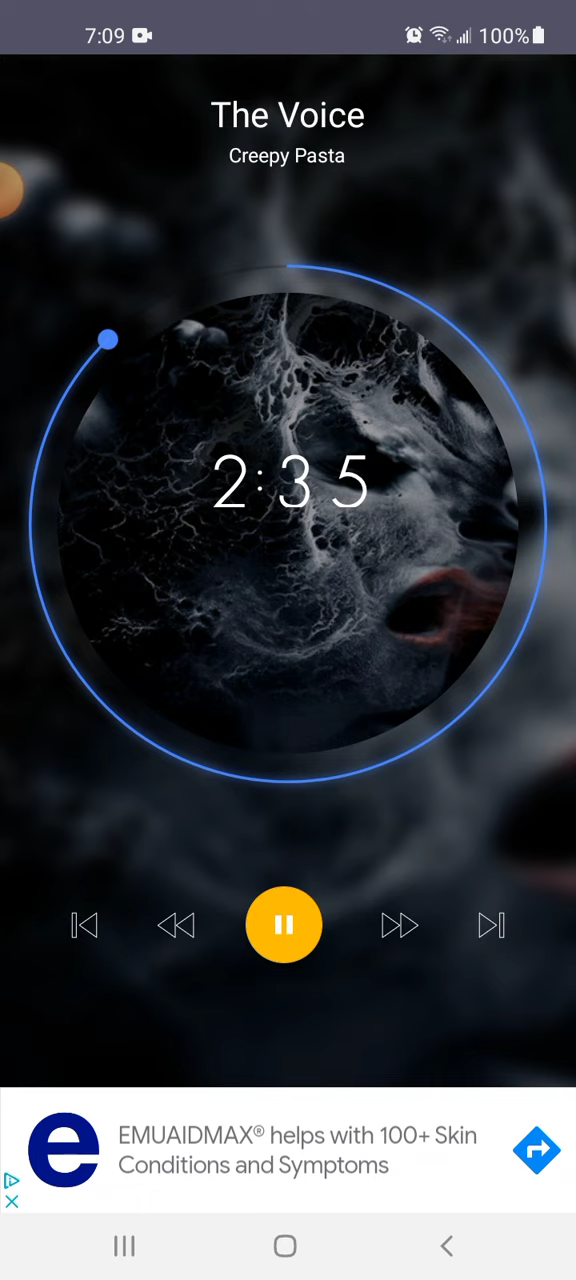 7:09
100%
The Voice
Creepy Pasta
2:35
e
EMUAIDMAX® helps with 100+ Skin
Conditions and Symptoms